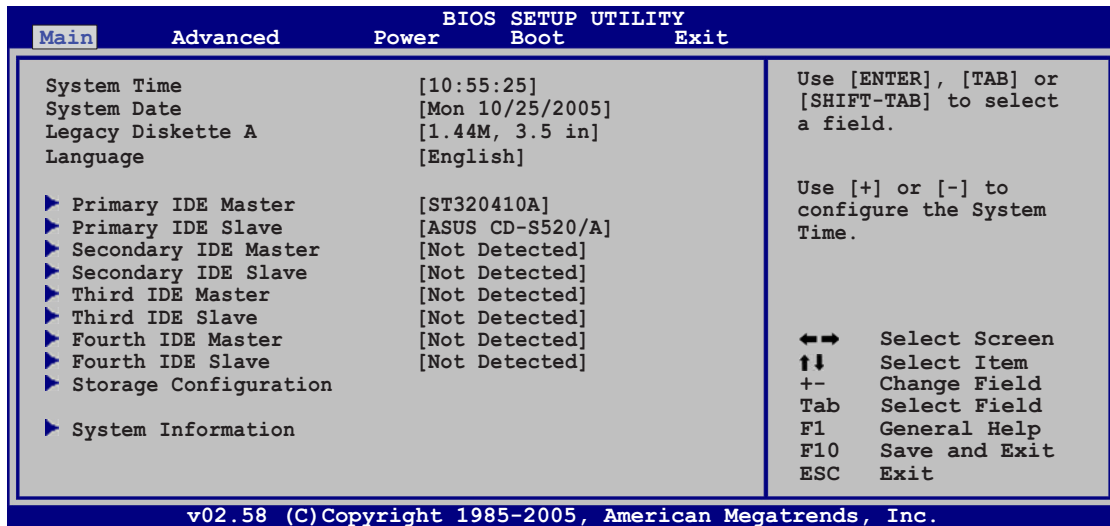 BIOS SETUP UTILITY
Main Advanced Power Boot Exit
System Time [10:55:25]
System Date [Mon 10/25/2005]
Legacy Diskette A [1.44M, 3.5 in]
Language [English]
Primary IDE Master [ST320410A]
Primary IDE Slave [ASUS CD-S520/A]
Secondary IDE Master [Not Detected]
Secondary IDE Slave [Not Detected]
Third IDE Master [Not Detected]
Third IDE Slave [Not Detected]
Fourth IDE Master [Not Detected]
Fourth IDE Slave [Not Detected]
Storage Configuration
System Information
Use [ENTER], [TAB] or
[SHIFT-TAB] to select
a field.
Use [+] or [-] to
configure the System
Time.
Select Screen
Select Item
+- Change Field
Tab Select Field
F1 General Help
F10 Save and Exit
ESC Exit
v02.58 (C)Copyright 1985-2005, American Megatrends, Inc.